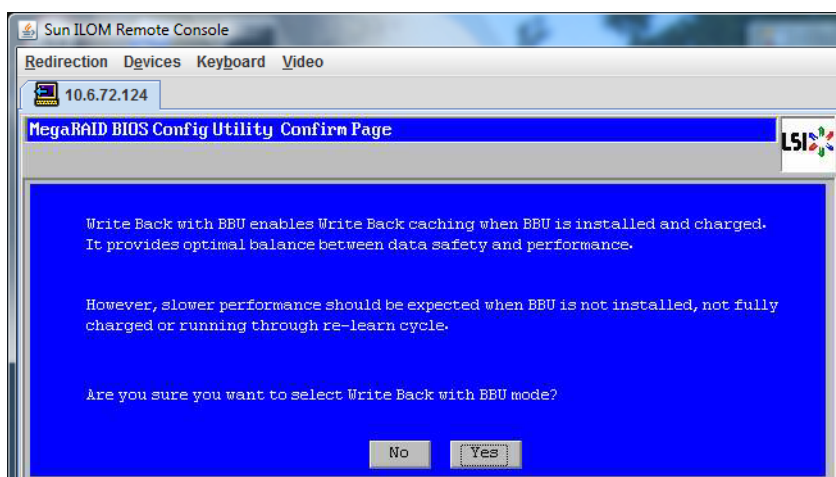 Sun ILOM Remote Console
Redirection Devices Keyboard Video
10.6.72.124
MegaRAID BIOS Config Utility Confirm Page
LSI
Write Back with BBU enables Write Back caching when BBU is installed and charged.
It provides optimal balance between data safety and performance.
However, slower performance should be expected when BBU is not installed, not fully
charged or running through re-learn cycle.
Are you sure you want to select Write Back with BBU mode?
No Yes